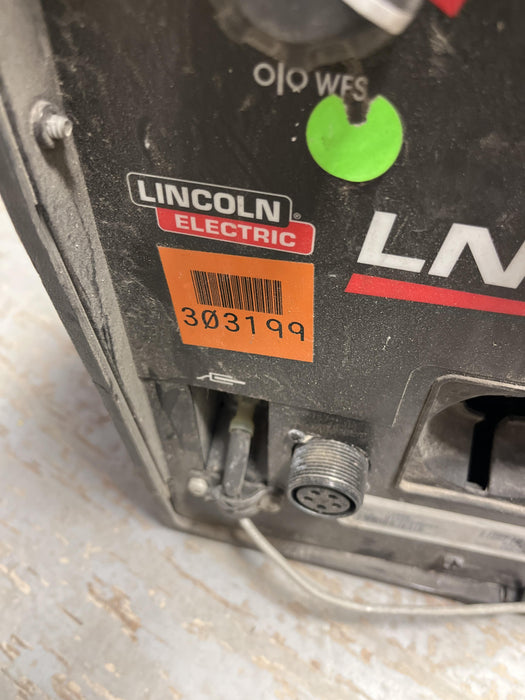 O|O WFS
LINCOLN ®
ELECTRIC
LN
303199